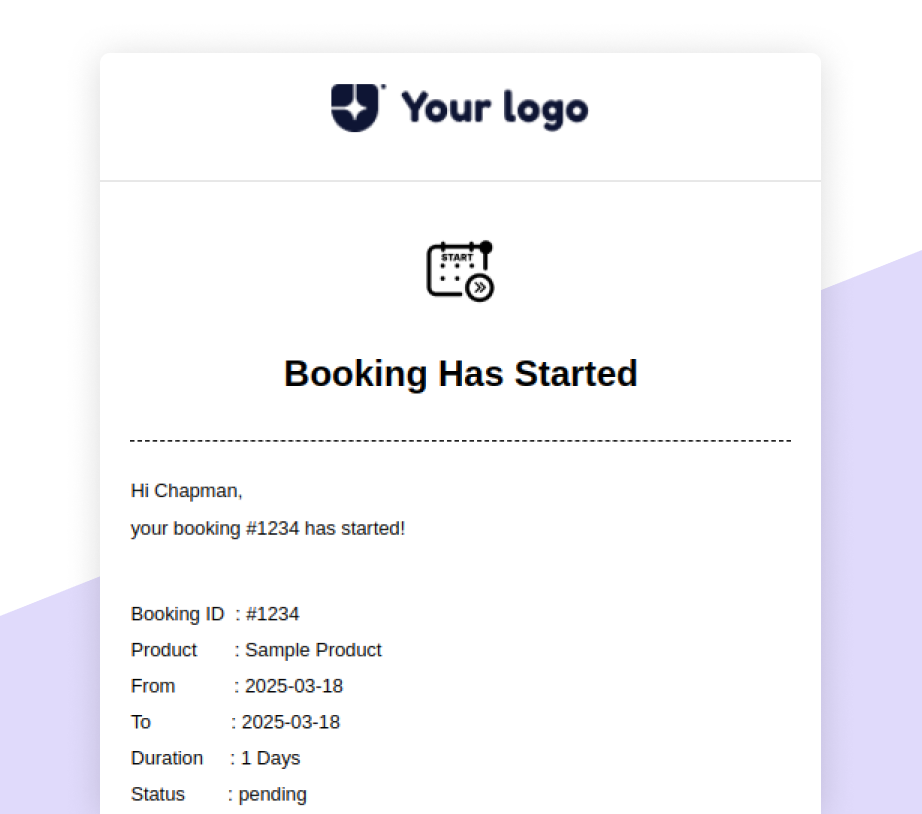 Your logo
START
Booking Has Started
Hi Chapman,
your booking #1234 has started!
Booking ID : #1234
Product : Sample Product
From : 2025-03-18
To : 2025-03-18
Duration : 1 Days
Status : pending